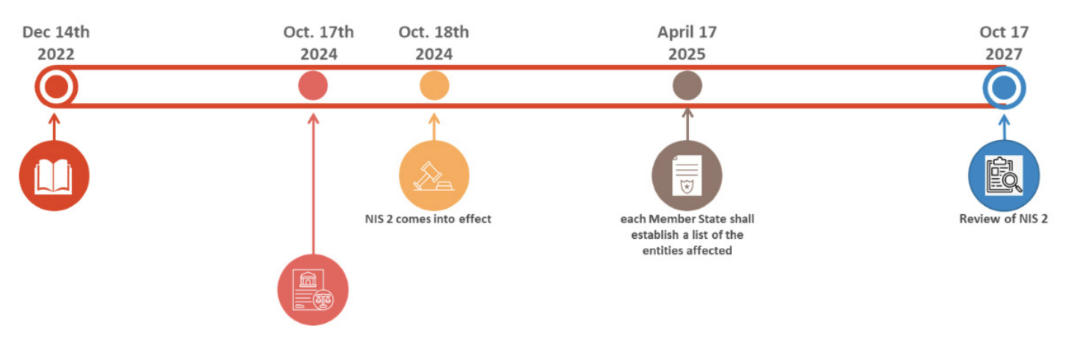 Dec 14th
2022
Oct. 17th
2024
Oct. 18th
2024
April 17
2025
Oct 17
2027
NIS 2 comes into effect
each Member State shall
establish a list of the
entities affected
Review of NIS 2